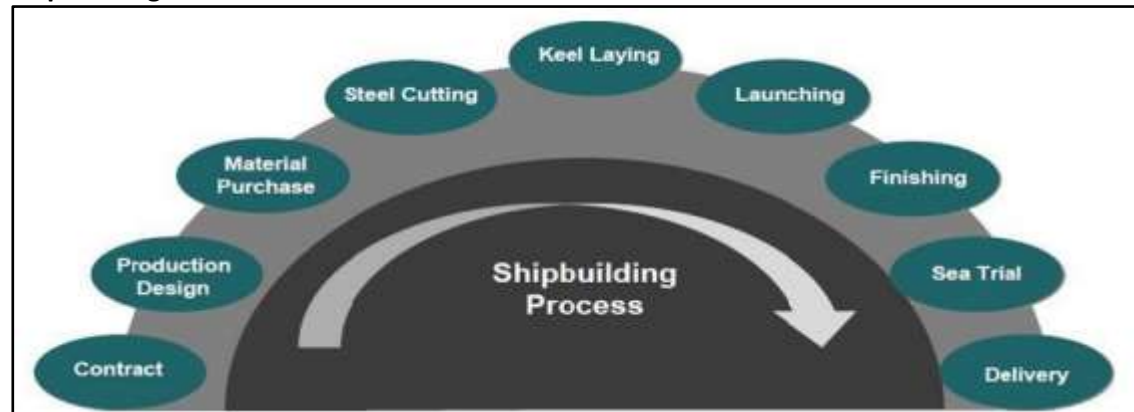 Contract
Production
Design
Material
Purchase
Steel Cutting
Keel Laying
Launching
Finishing
Sea Trial
Delivery
Shipbuilding
Process